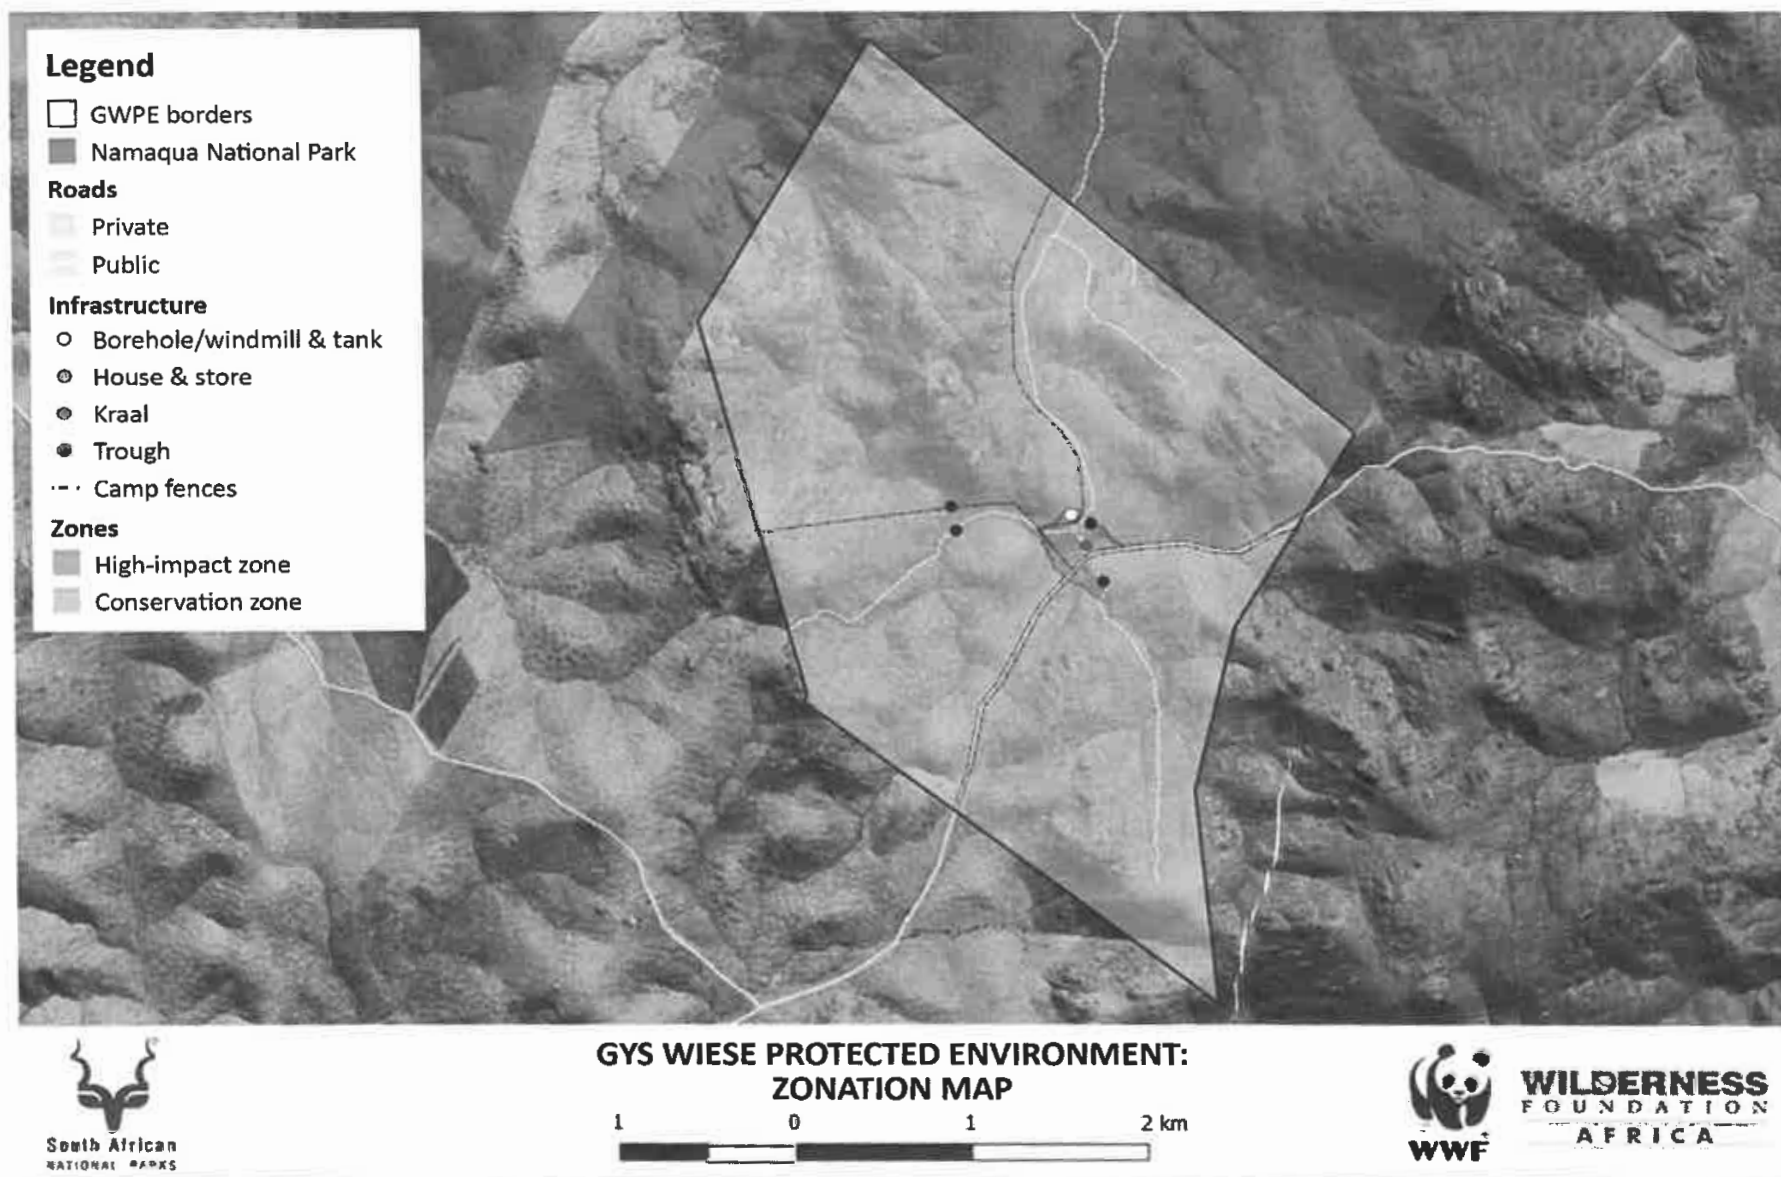 Legend
GWPE borders
Namaqua National Park
Roads
Private
Public
Infrastructure
Borehole/windmill & tank
House & store
Kraal
Trough
Camp fences
Zones
High-impact zone
Conservation zone
GYS WIESE PROTECTED ENVIRONMENT:
ZONATION MAP
1 0 1 2 km
South African
NATIONAL PARKS
WWF
WILDERNESS
FOUNDATION
AFRICA